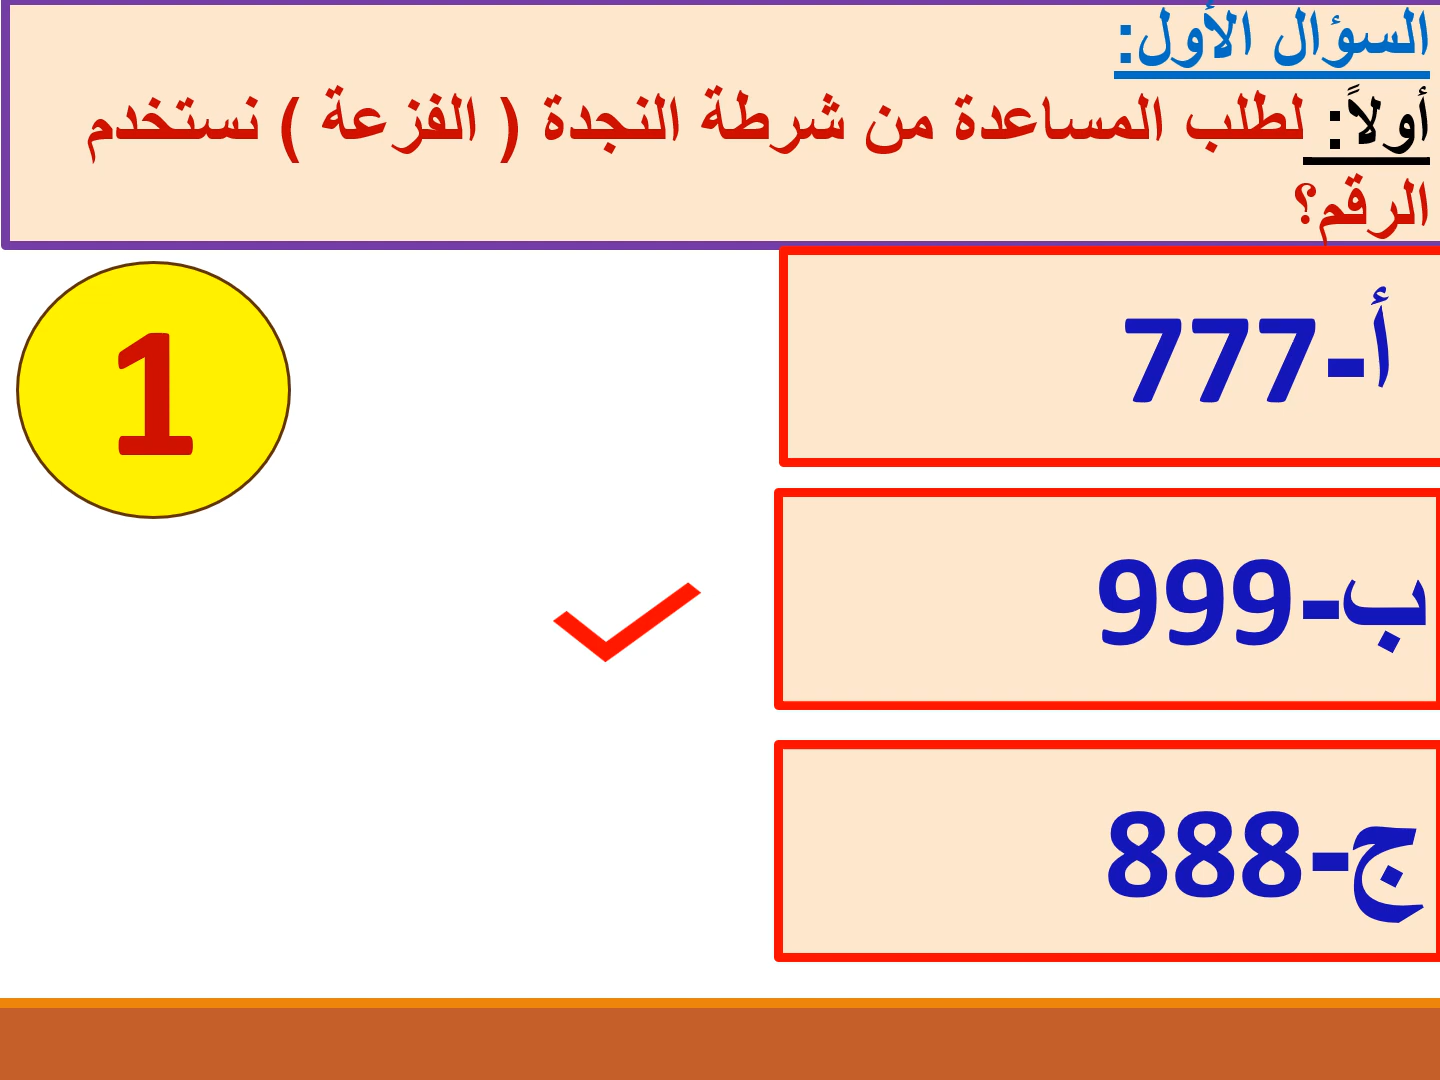 السؤال الأول:
أولاً: لطلب المساعدة من شرطة النجدة ( الفزعة ) نستخدم
الرقم؟
1
أ-777
ب-999
ج-888